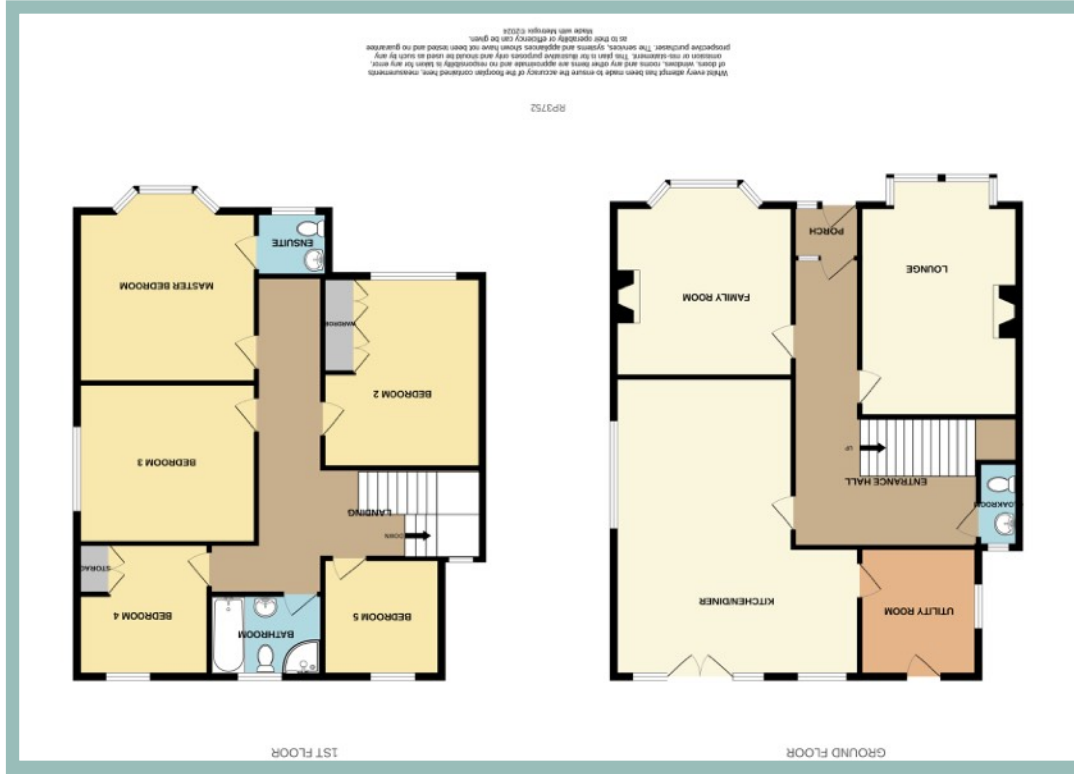 GROUND FLOOR
UTILITY ROOM
KITCHEN/DINER
CLOAKROOM
ENTRANCE HALL
UP
LOUNGE
FAMILY ROOM
PORCH
1ST FLOOR
BEDROOM 5
BATHROOM
BEDROOM 4
STORAG
DOWN
LANDING
BEDROOM 3
BEDROOM 2
WARDROBE
MASTER BEDROOM
ENSUITE
RP3752
Whilst every attempt has been made to ensure the accuracy of the floorplan contained here, measurements
of doors, windows, rooms and any other items are approximate and no responsibility is taken for any error,
omission or mis-statement. This plan is for illustrative purposes only and should be used as such by any
prospective purchaser. The services, systems and appliances shown have not been tested and no guarantee
as to their operability or efficiency can be given.
Made with Metropix ©2024